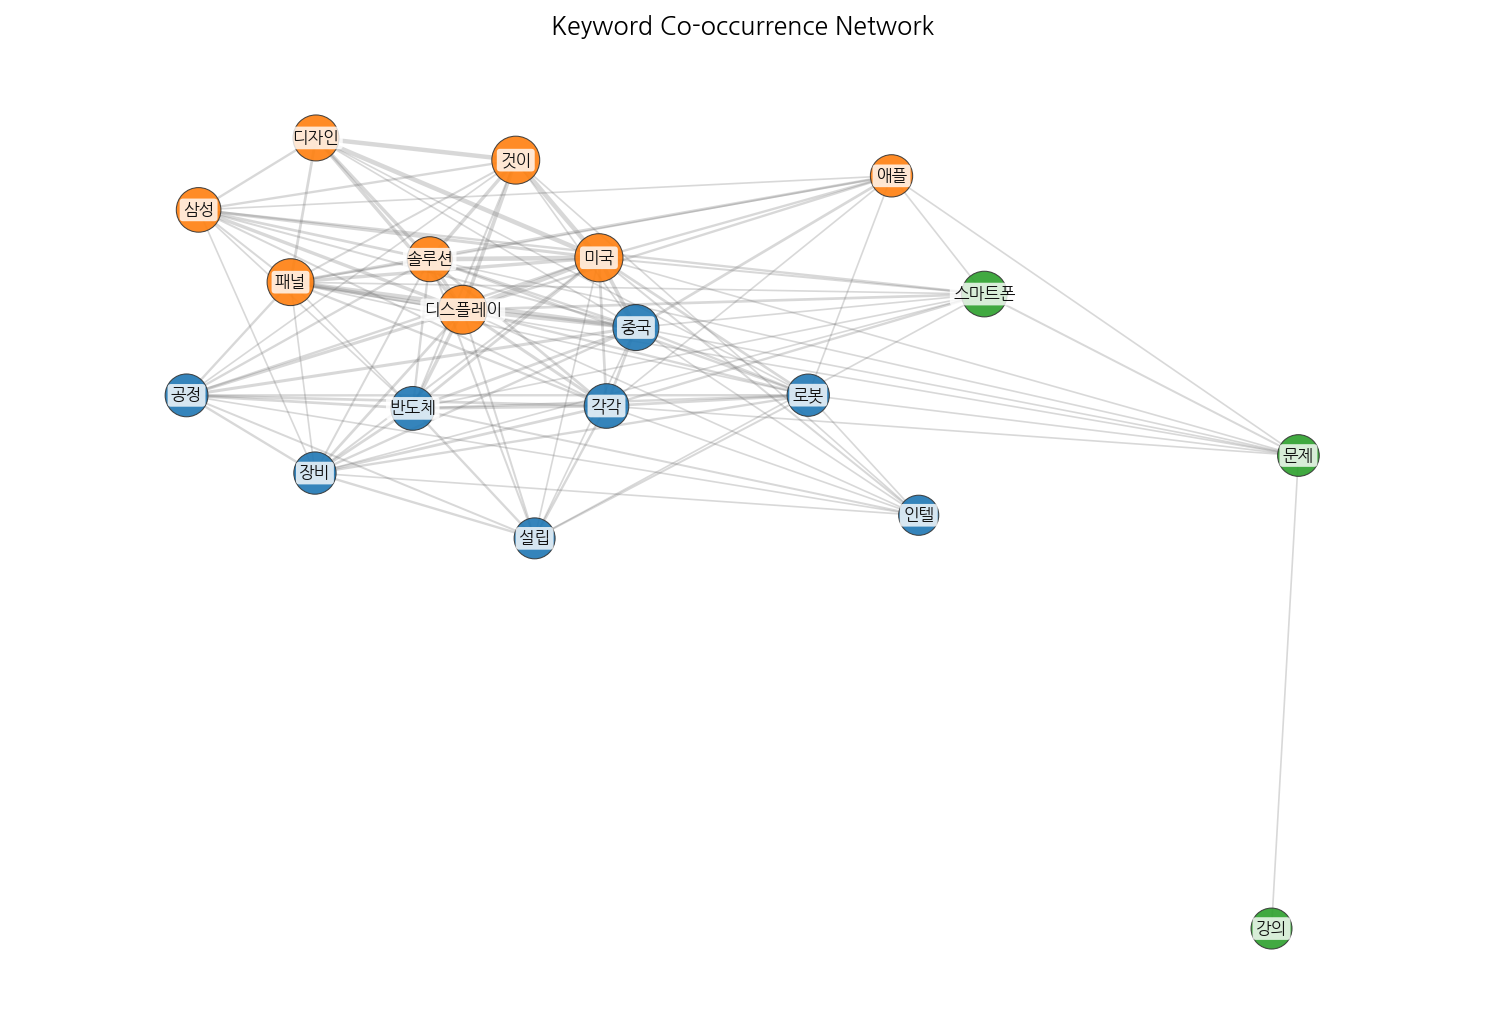 Keyword Co-occurrence Network
디자인
것이
애플
삼성
솔루션
미국
패널
스마트폰
디스플레이
중국
공정
반도체
각각
로봇
문제
장비
인텔
설립
강의